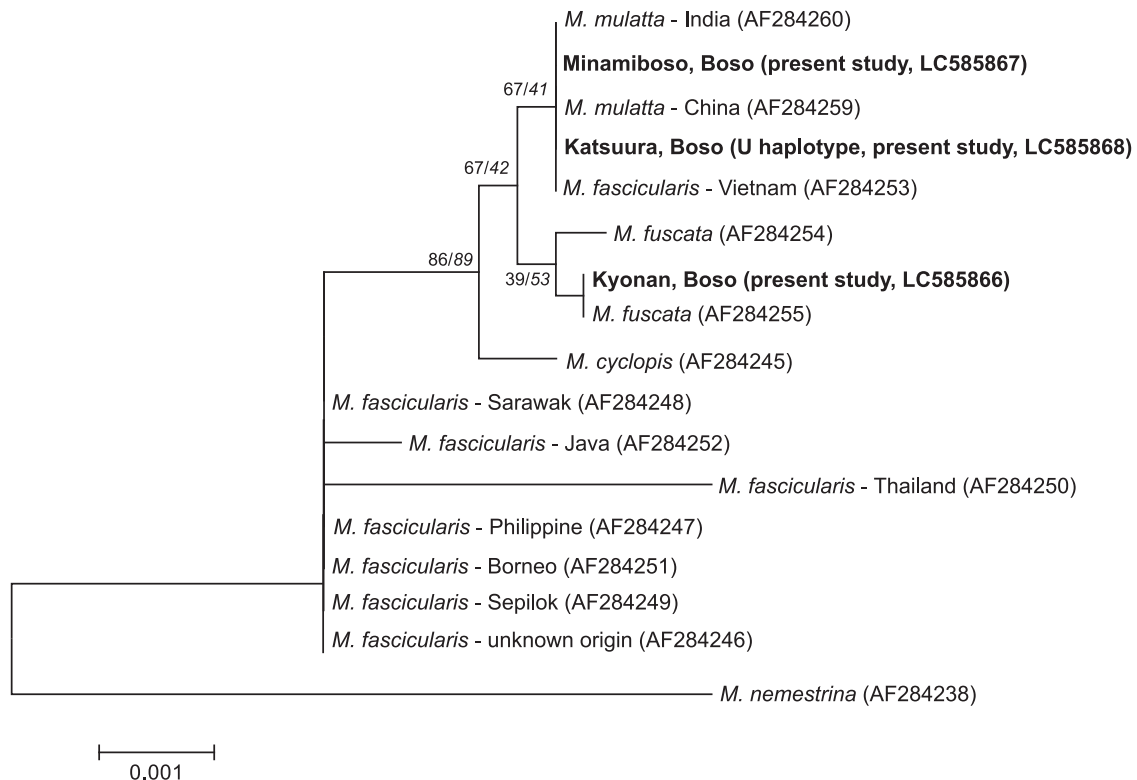 M. mulatta - India (AF284260)
Minamiboso, Boso (present study, LC585867)
67/41
M. mulatta - China (AF284259)
Katsuura, Boso (U haplotype, present study, LC585868)
67/42
M. fascicularis - Vietnam (AF284253)
M. fuscata (AF284254)
86/89
39/53
Kyonan, Boso (present study, LC585866)
M. fuscata (AF284255)
M. cyclopis (AF284245)
M. fascicularis - Sarawak (AF284248)
M. fascicularis - Java (AF284252)
M. fascicularis - Thailand (AF284250)
M. fascicularis - Philippine (AF284247)
M. fascicularis - Borneo (AF284251)
M. fascicularis - Sepilok (AF284249)
M. fascicularis - unknown origin (AF284246)
M. nemestrina (AF284238)
0.001